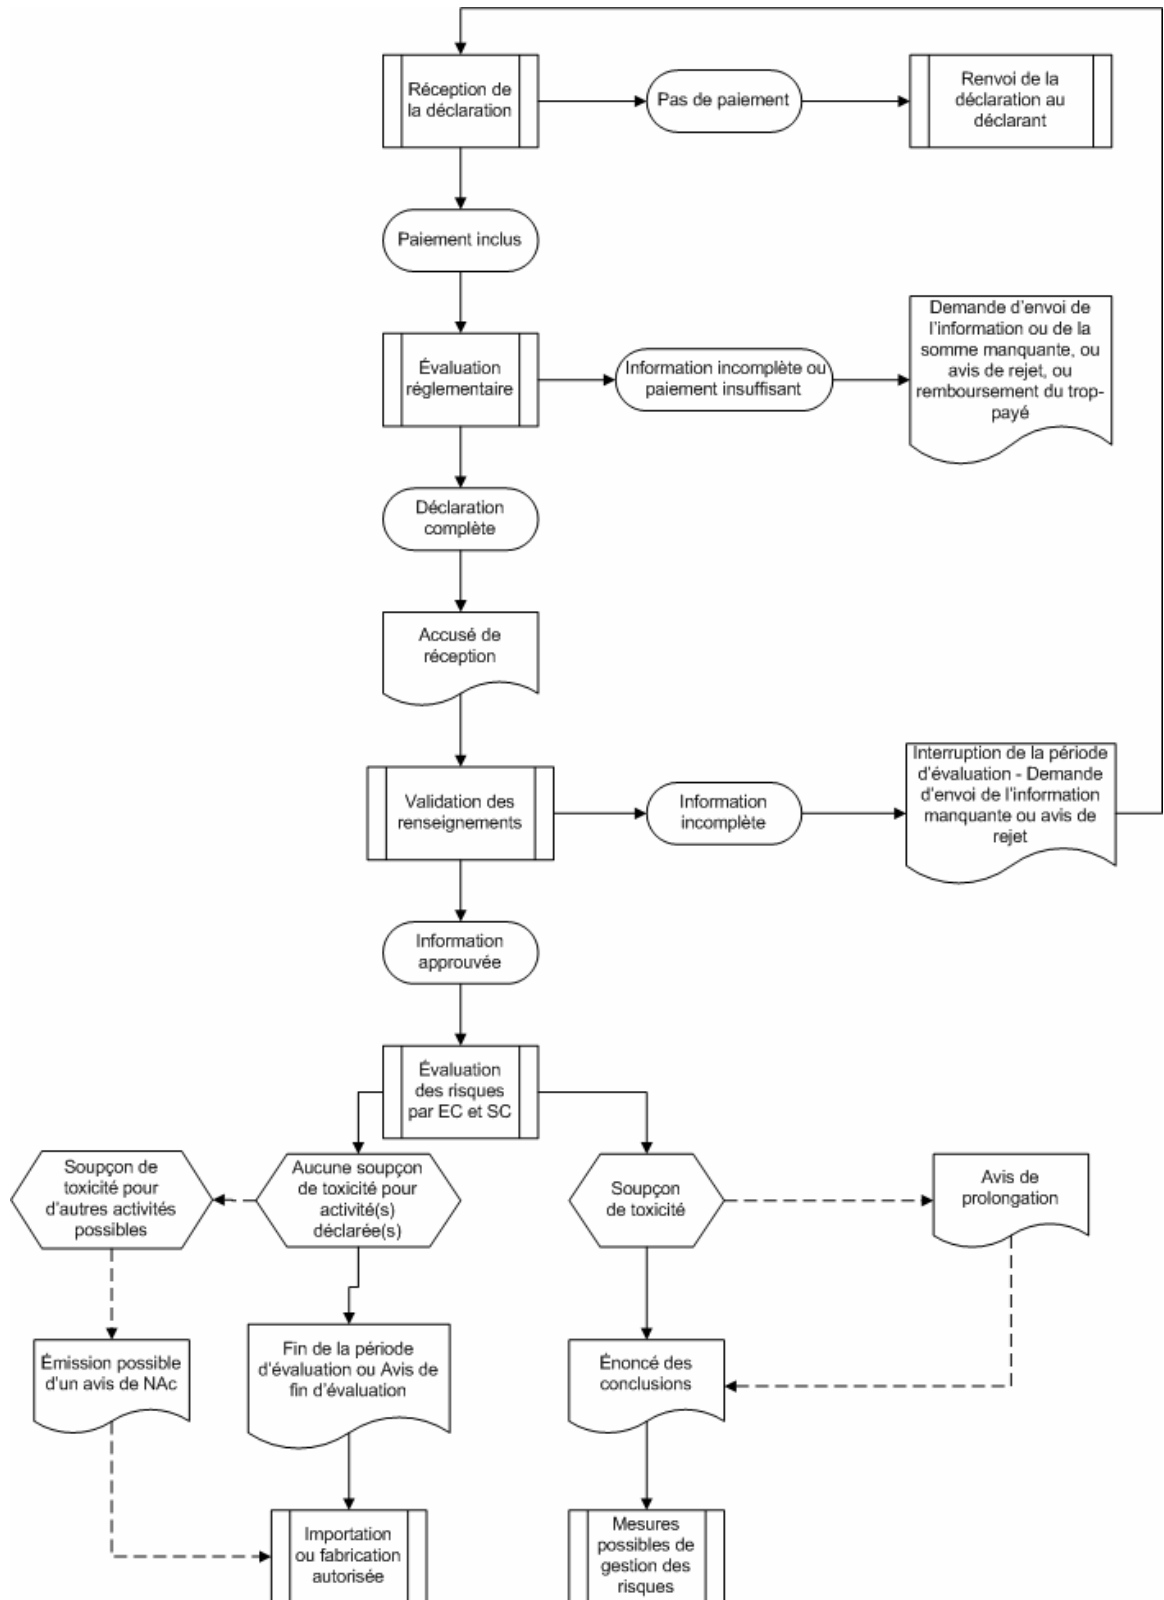 Réception de
la déclaration
Pas de paiement
Renvoi de la
déclaration au
déclarant
Paiement inclus
Évaluation
réglementaire
Information incomplète ou
paiement insuffisant
Demande d'envoi de
l'information ou de la
somme manquante, ou
avis de rejet, ou
remboursement du trop-
payé
Déclaration
complète
Accusé de
réception
Validation des
renseignements
Information
incomplète
Interruption de la période
d'évaluation - Demande
d'envoi de l'information
manquante ou avis de
rejet
Information
approuvée
Évaluation
des risques
par EC et SC
Soupçon de
toxicité pour
d'autres activités
possibles
Aucune soupçon
de toxicité pour
activité(s)
déclarée(s)
Soupçon
de toxicité
Avis de
prolongation
Émission possible
d'un avis de NAc
Fin de la période
d'évaluation ou Avis de
fin d'évaluation
Énoncé des
conclusions
Importation
ou fabrication
autorisée
Mesures
possibles de
gestion des
risques